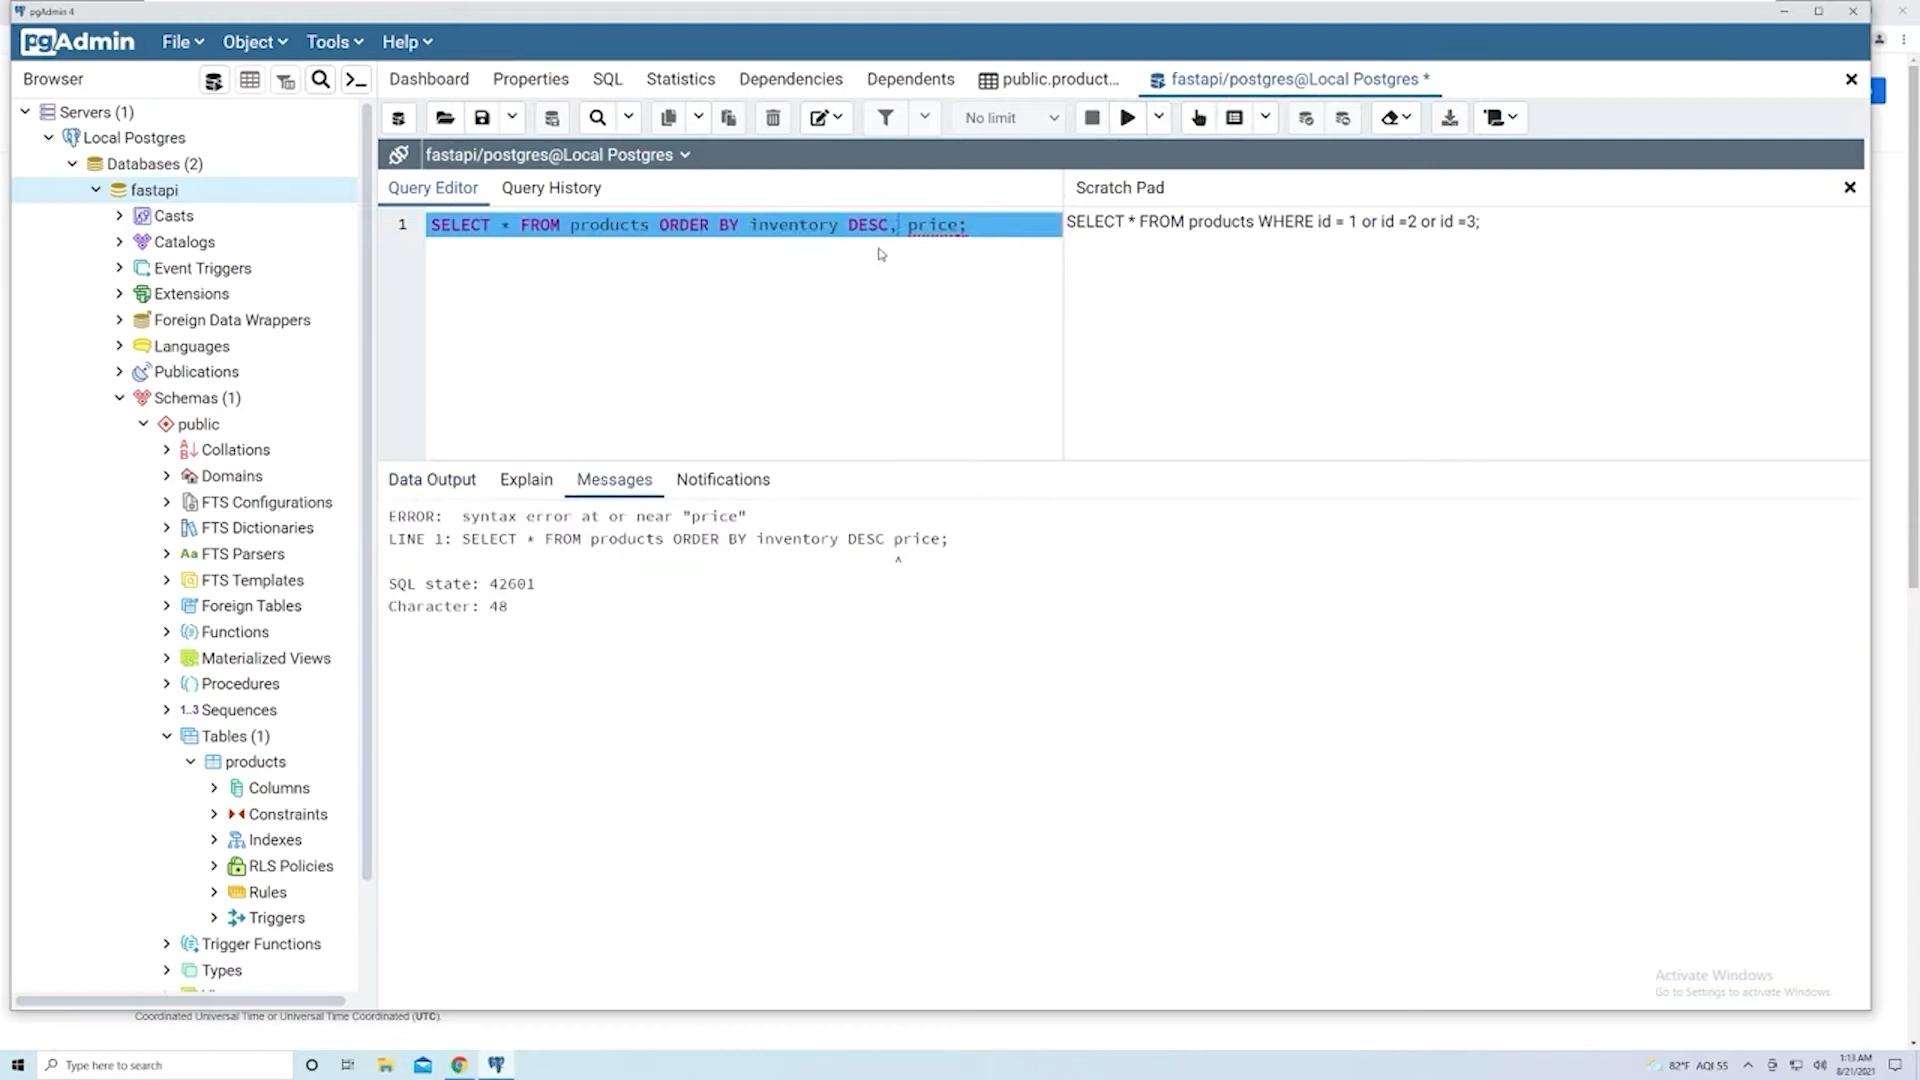 pgAdmin 4
pgAdmin File Object Tools Help
Browser
Dashboard Properties SQL Statistics Dependencies Dependents public.product... fastapi/postgres@Local Postgres *
No limit
fastapi/postgres@Local Postgres
Query Editor Query History
Scratch Pad
1 SELECT * FROM products ORDER BY inventory DESC, price;
SELECT * FROM products WHERE id = 1 or id =2 or id =3;
Servers (1)
Local Postgres
Databases (2)
fastapi
Casts
Catalogs
Event Triggers
Extensions
Foreign Data Wrappers
Languages
Publications
Schemas (1)
public
Collations
Domains
FTS Configurations
FTS Dictionaries
Aa FTS Parsers
FTS Templates
Foreign Tables
Functions
Materialized Views
Procedures
1..3 Sequences
Tables (1)
products
Columns
Constraints
Indexes
RLS Policies
Rules
Triggers
Trigger Functions
Types
Data Output Explain Messages Notifications
ERROR:  syntax error at or near "price"
LINE 1: SELECT * FROM products ORDER BY inventory DESC price;
^
SQL state: 42601
Character: 48
Activate Windows
Go to Settings to activate Windows.
Coordinated Universal Time or Universal Time Coordinated (UTC).
Type here to search
82°F AQI 55
1:13 AM
8/21/2021